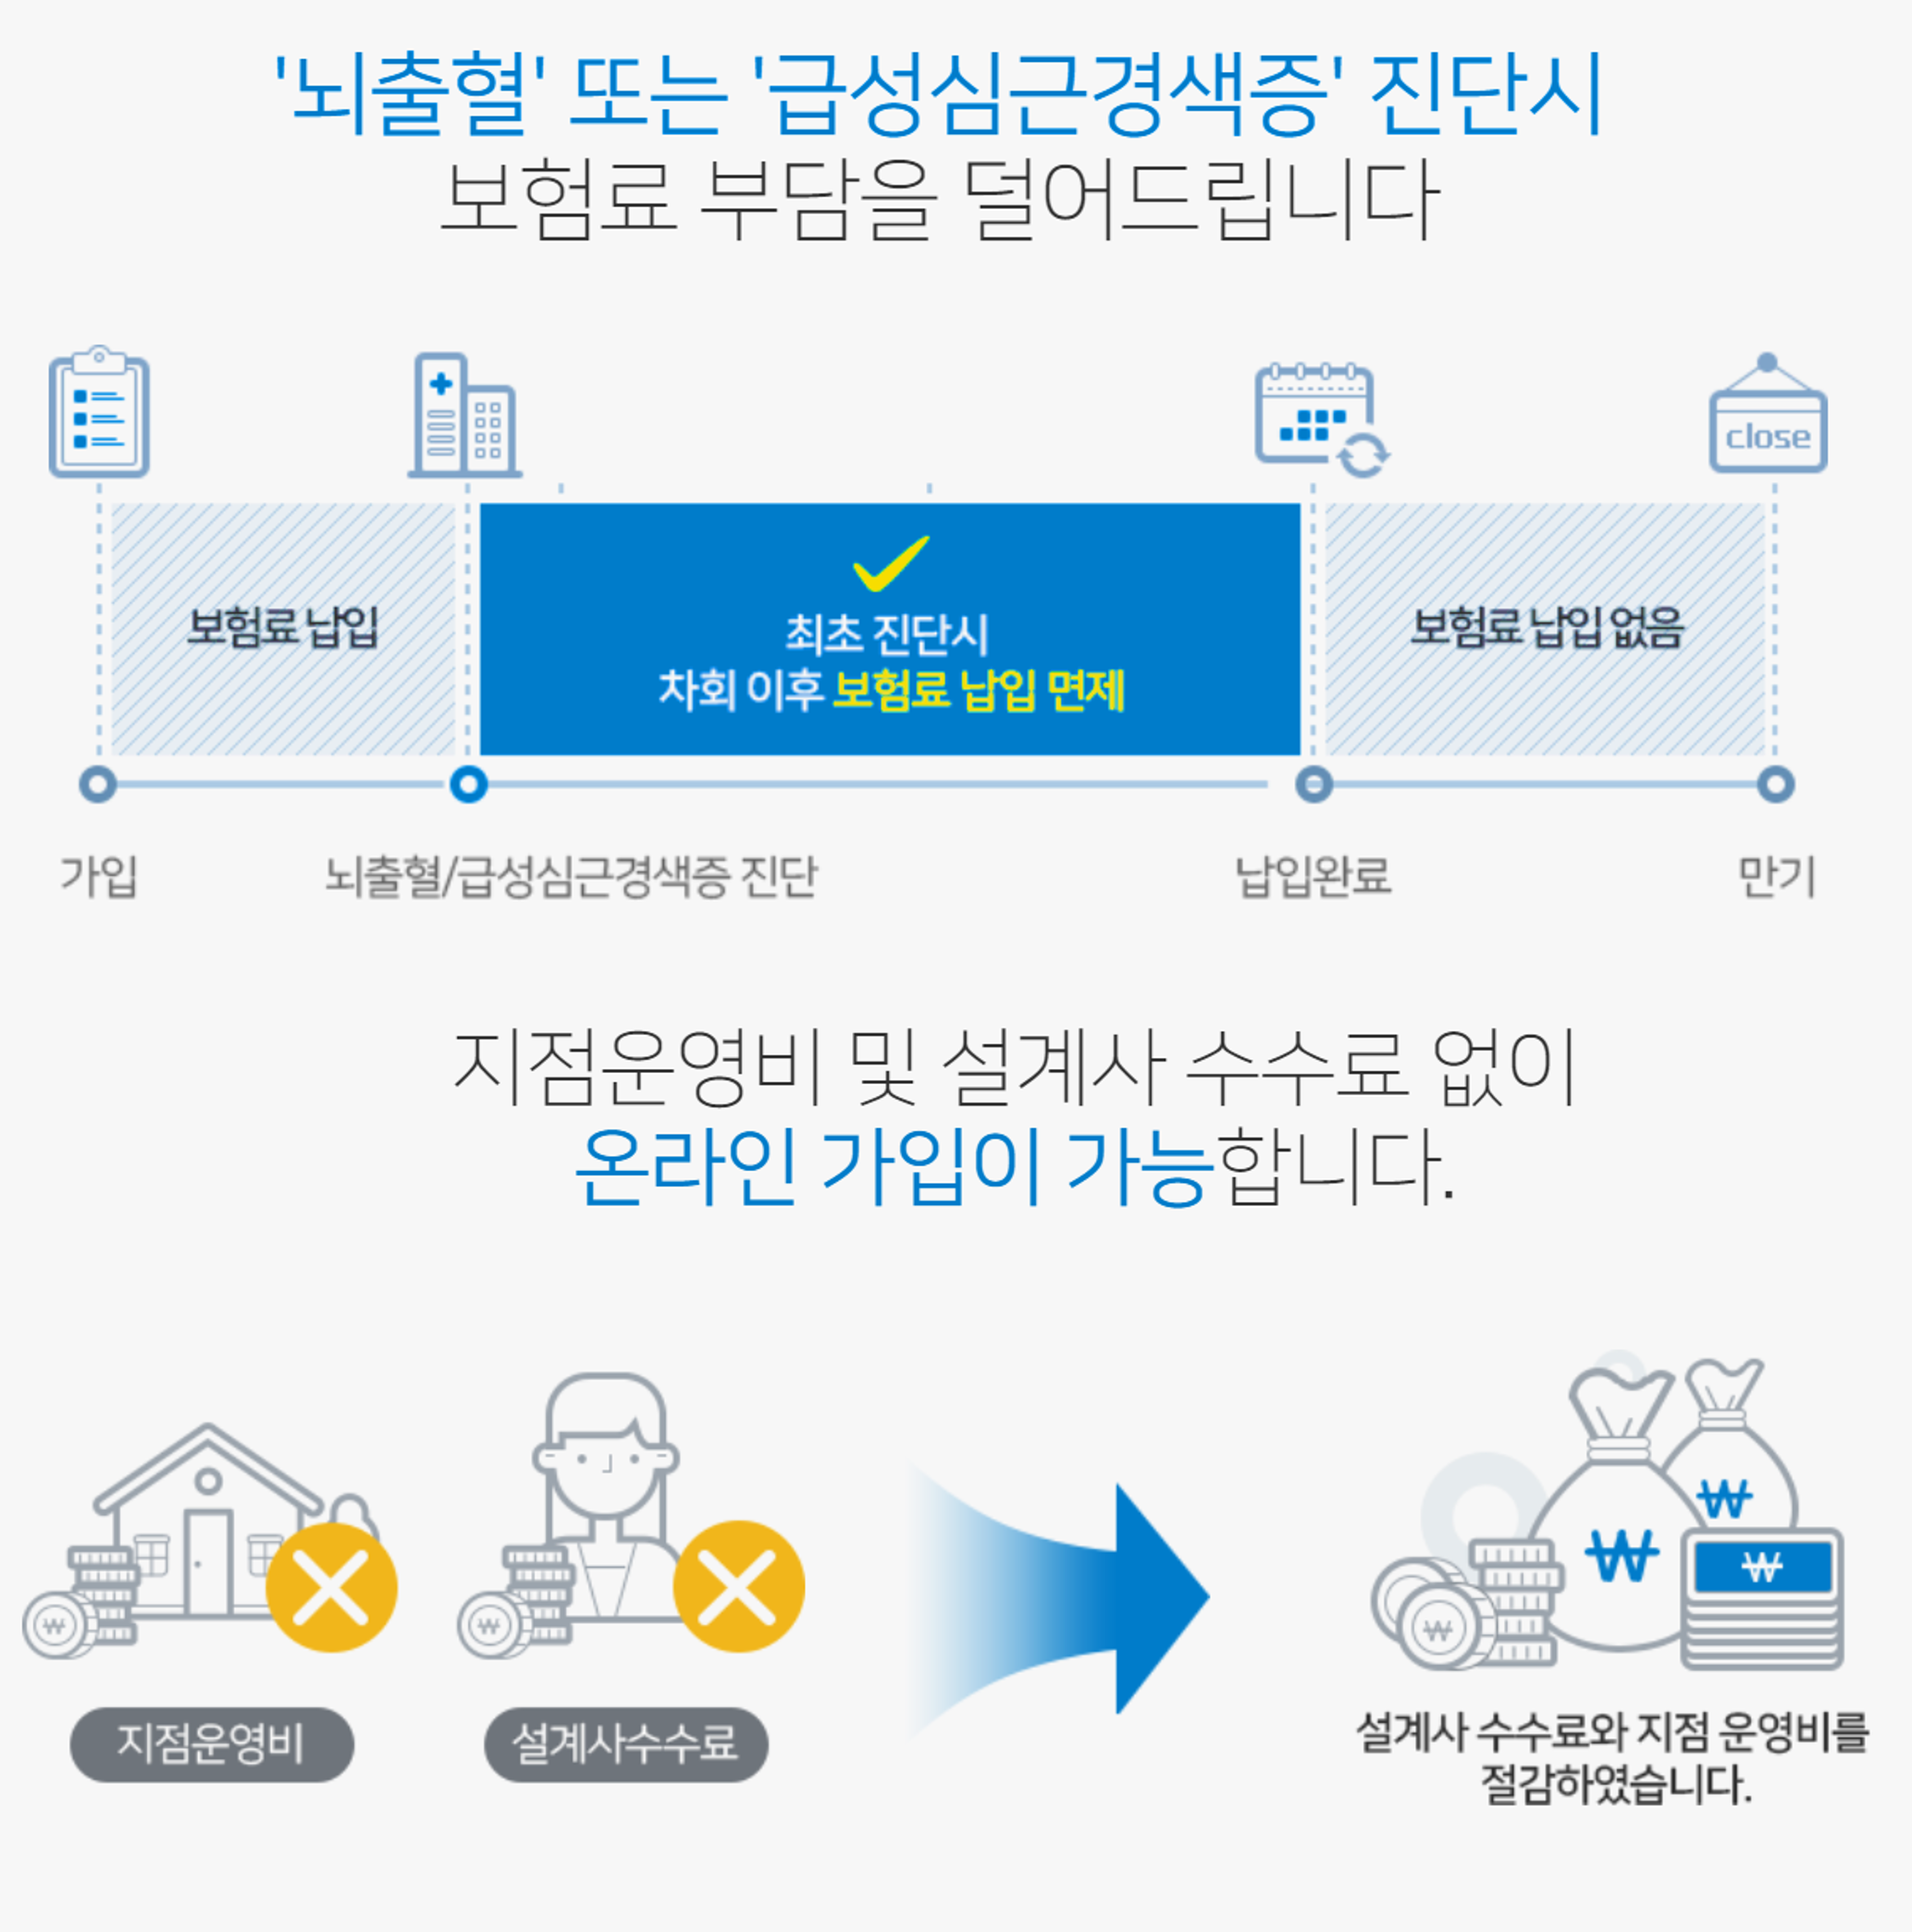 '뇌출혈' 또는 '급성심근경색증' 진단시
보험료 부담을 덜어드립니다
close
보험료 납입
최초 진단시
차회 이후 보험료 납입 면제
보험료 납입 없음
가입
뇌출혈/급성심근경색증 진단
납입완료
만기
지점운영비 및 설계사 수수료 없이
온라인 가입이 가능합니다.
₩
₩
₩
₩
₩
₩
지점운영비
설계사수수료
설계사 수수료와 지점 운영비를
절감하였습니다.